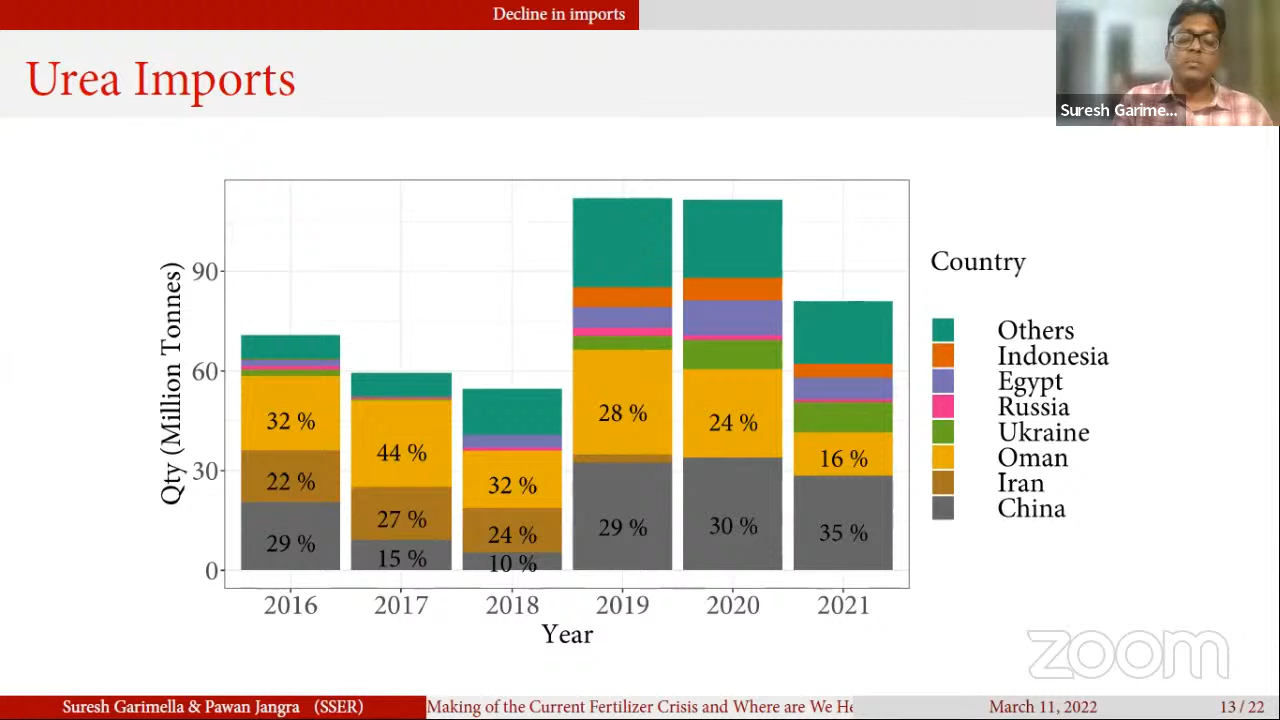 Decline in imports
Urea Imports
Suresh Garime...
Qty (Million Tonnes)
90
60
30
0
32 %
22 %
29 %
44 %
27 %
15 %
32 %
24 %
10 %
28 %
29 %
24 %
30 %
16 %
35 %
2016 2017 2018 2019 2020 2021
Year
Country
Others
Indonesia
Egypt
Russia
Ukraine
Oman
Iran
China
zoom
Suresh Garimella & Pawan Jangra (SSER) Making of the Current Fertilizer Crisis and Where are We He March 11, 2022 13 / 22